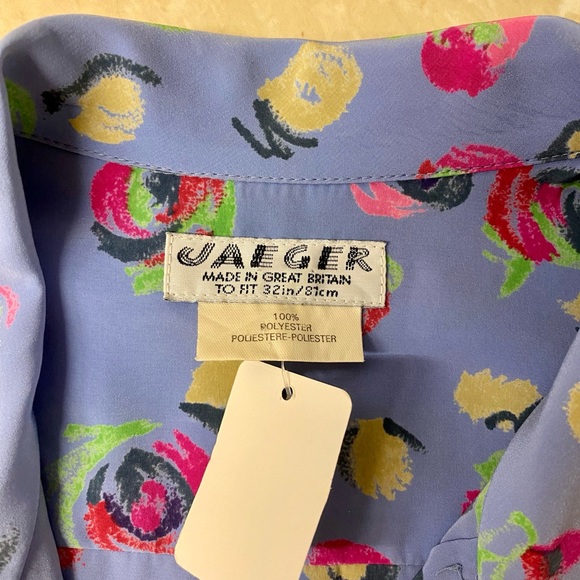 JAEGER
MADE IN GREAT BRITAIN
TO FIT 32in/81cm
100%
POLYESTER
POLIESTERE-POLIESTER